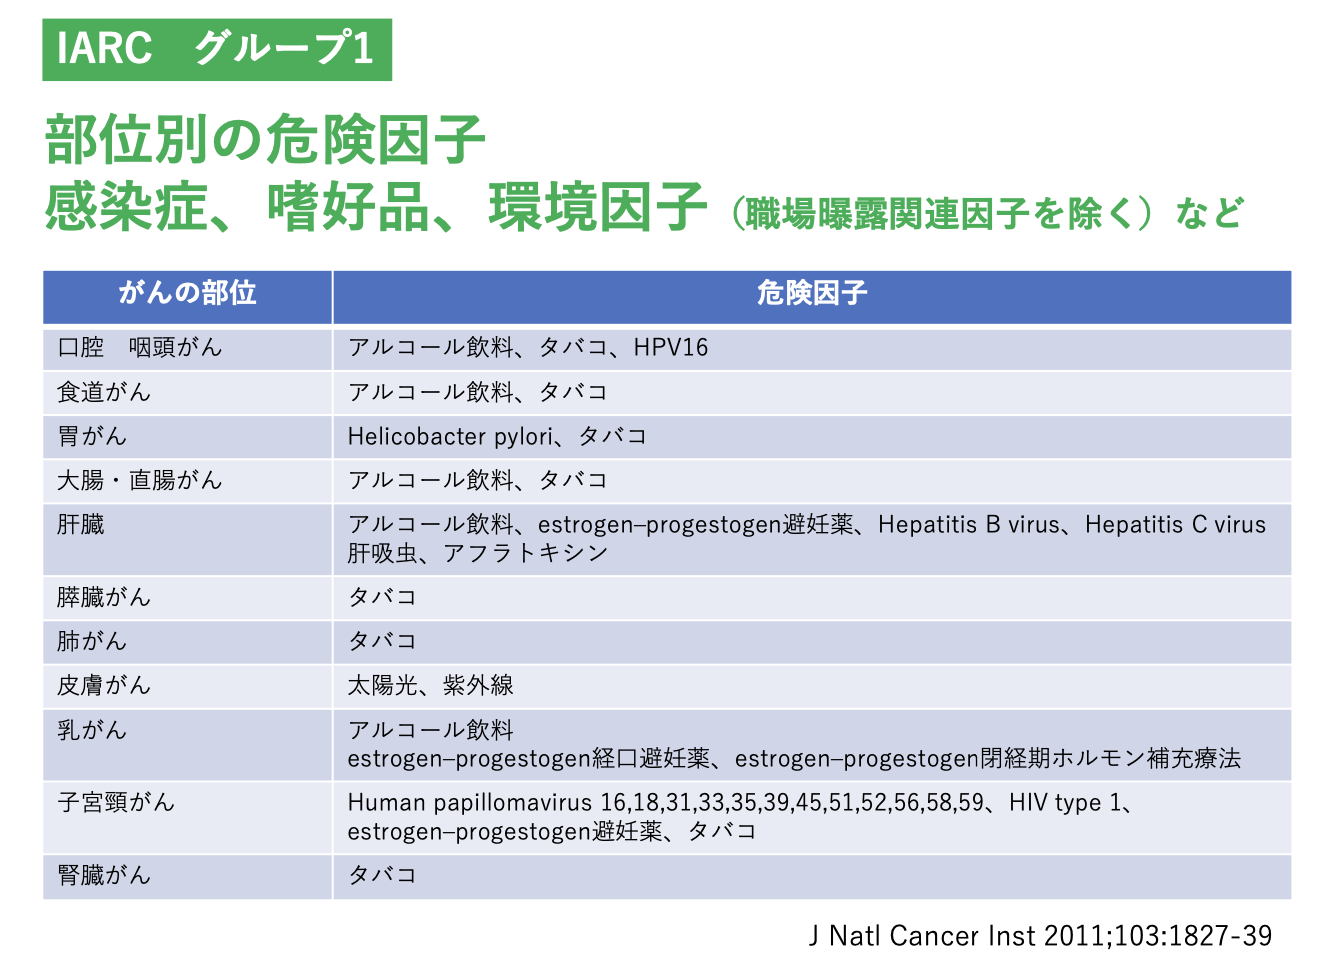 IARC　グループ1
部位別の危険因子
感染症、嗜好品、環境因子（職場曝露関連因子を除く）など
がんの部位
危険因子
口腔　咽頭がん
アルコール飲料、タバコ、HPV16
食道がん
アルコール飲料、タバコ
胃がん
Helicobacter pylori、タバコ
大腸・直腸がん
アルコール飲料、タバコ
肝臓
アルコール飲料、estrogen–progestogen避妊薬、Hepatitis B virus、Hepatitis C virus
肝吸虫、アフラトキシン
膵臓がん
タバコ
肺がん
タバコ
皮膚がん
太陽光、紫外線
乳がん
アルコール飲料
estrogen–progestogen経口避妊薬、estrogen–progestogen閉経期ホルモン補充療法
子宮頸がん
Human papillomavirus 16,18,31,33,35,39,45,51,52,56,58,59、HIV type 1、
estrogen–progestogen避妊薬、タバコ
腎臓がん
タバコ
J Natl Cancer Inst 2011;103:1827-39